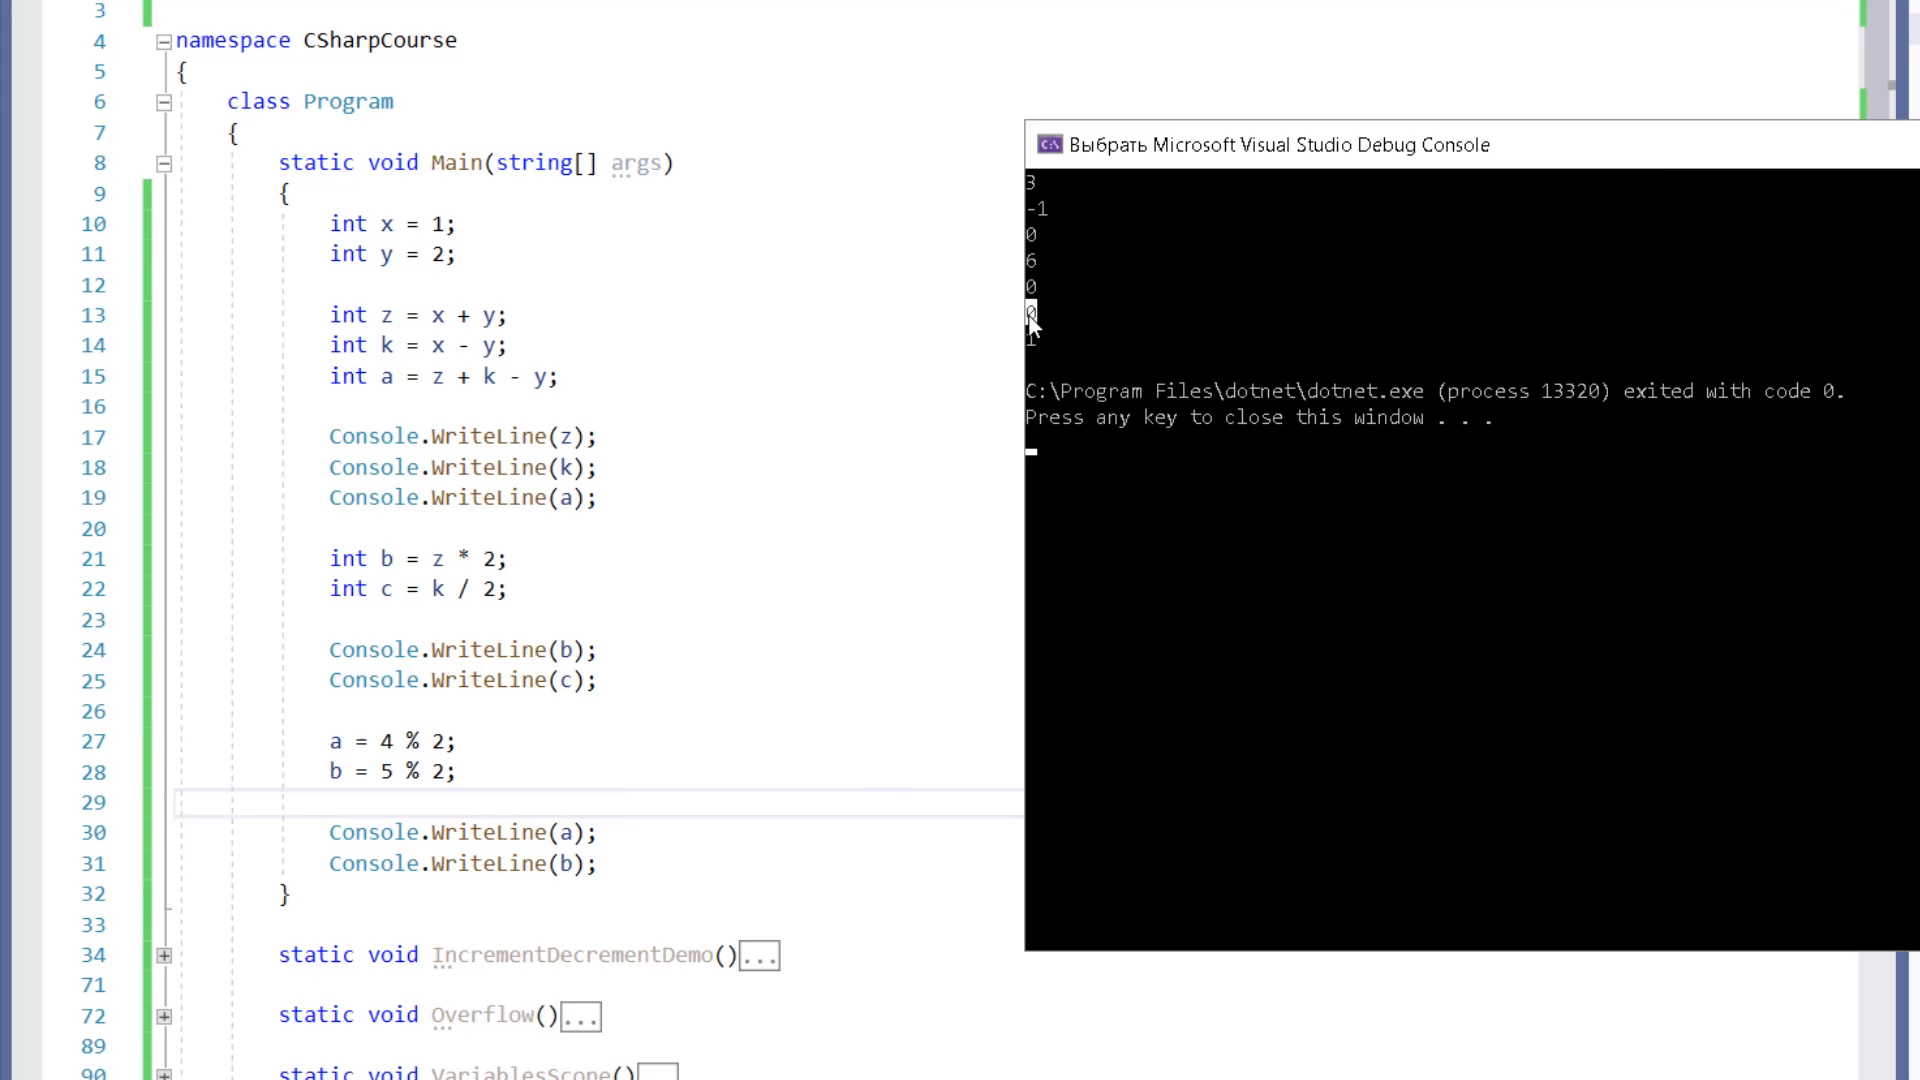 3
4 namespace CSharpCourse
5 {
6 class Program
7 {
8 static void Main(string[] args)
9 {
10 int x = 1;
11 int y = 2;
12
13 int z = x + y;
14 int k = x - y;
15 int a = z + k - y;
16
17 Console.WriteLine(z);
18 Console.WriteLine(k);
19 Console.WriteLine(a);
20
21 int b = z * 2;
22 int c = k / 2;
23
24 Console.WriteLine(b);
25 Console.WriteLine(c);
26
27 a = 4 % 2;
28 b = 5 % 2;
29
30 Console.WriteLine(a);
31 Console.WriteLine(b);
32 }
33
34 static void IncrementDecrementDemo()...
71
72 static void Overflow()...
89
90 static void VariablesScope()...
Выбрать Microsoft Visual Studio Debug Console
3
-1
0
6
0
0
1
C:\Program Files\dotnet\dotnet.exe (process 13320) exited with code 0.
Press any key to close this window . . .